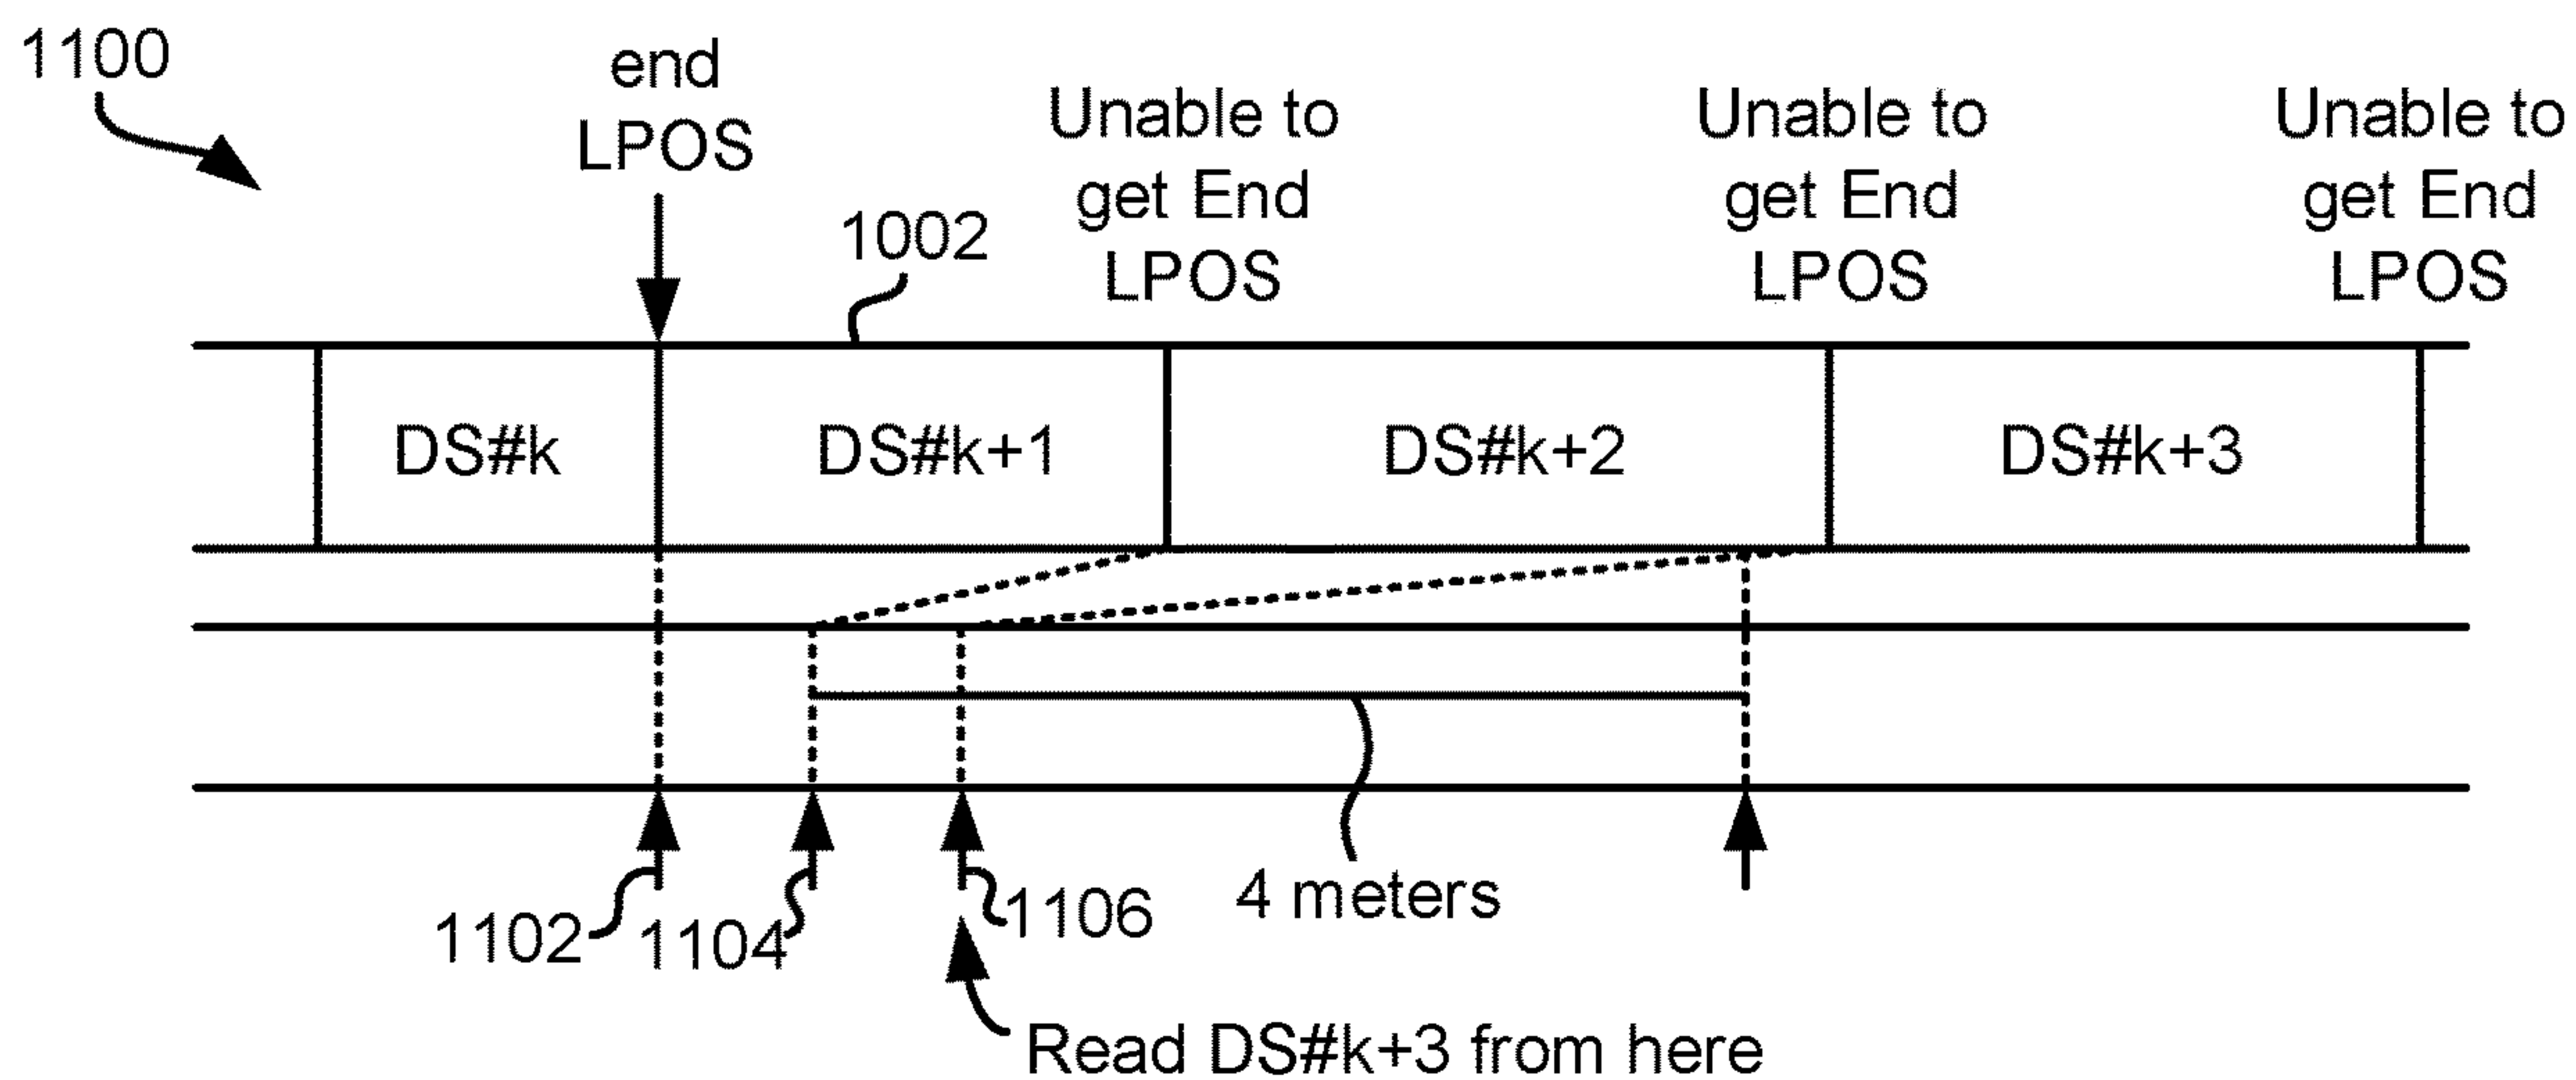 1100
end
LPOS
1002
Unable to
get End
LPOS
Unable to
get End
LPOS
Unable to
get End
LPOS
DS#k
DS#k+1
DS#k+2
DS#k+3
1102
1104
1106
4 meters
Read DS#k+3 from here